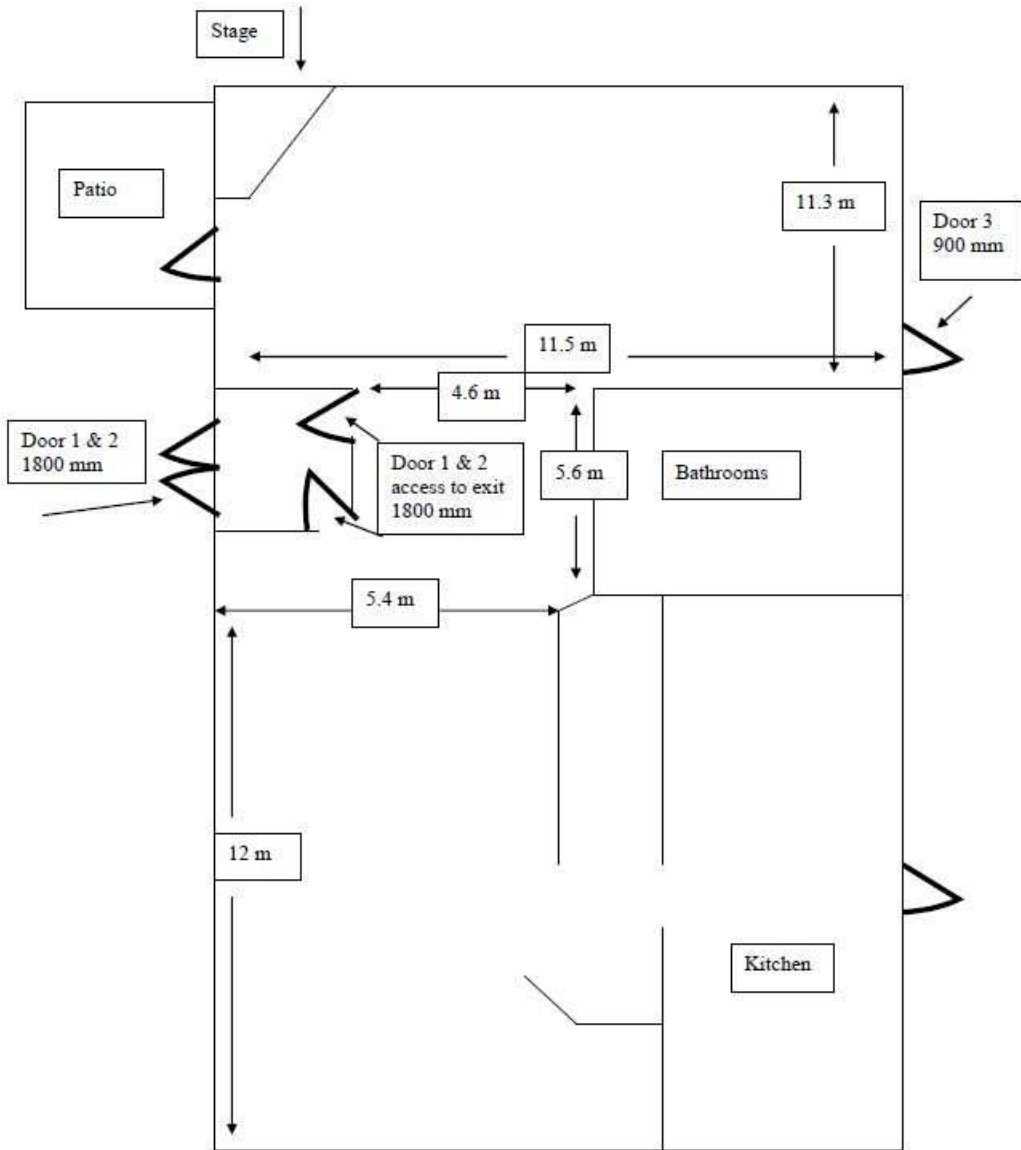 Stage
Patio
11.3 m
Door 3
900 mm
11.5 m
4.6 m
Door 1 & 2
1800 mm
Door 1 & 2
access to exit
1800 mm
5.6 m
Bathrooms
5.4 m
12 m
Kitchen